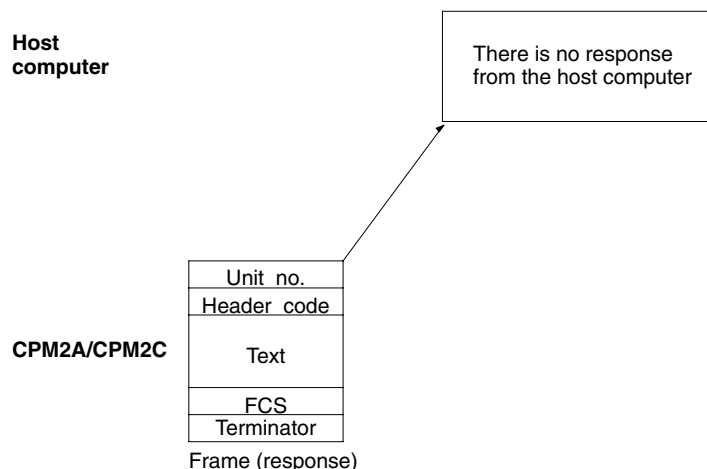 Host
computer
There is no response
from the host computer
Unit no.
Header code
CPM2A/CPM2C
Text
FCS
Terminator
Frame (response)